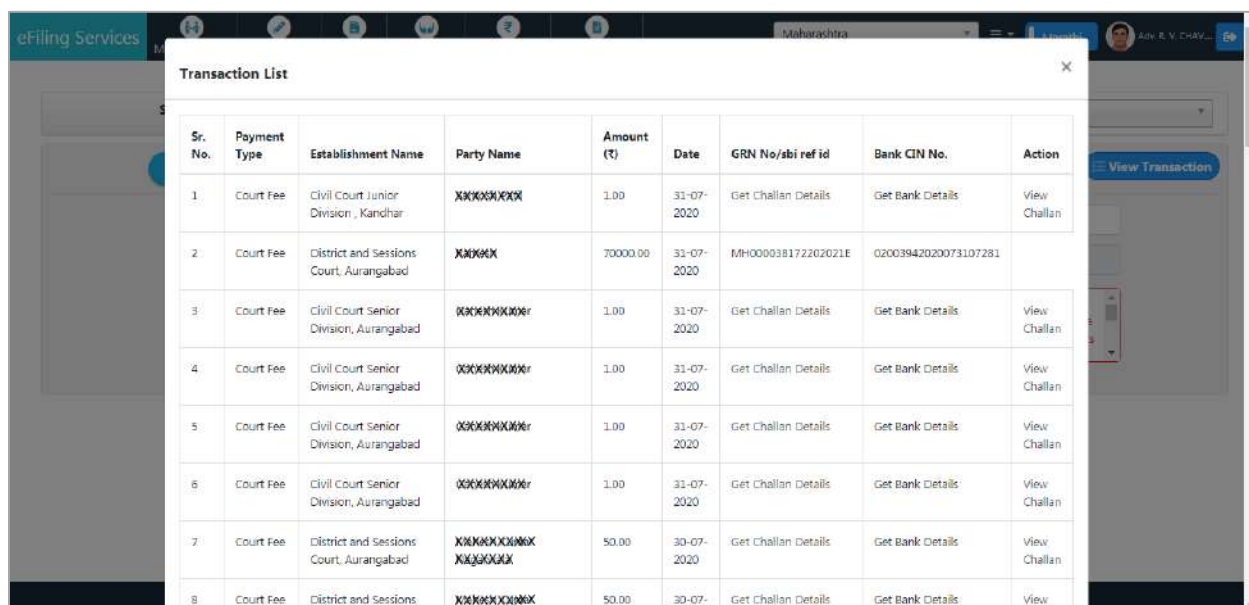 eFiling Services
Maharashtra
Marathi
Adv. R. V. CHAV....
Transaction List
×
Sr. No. Payment Type Establishment Name Party Name Amount (₹) Date GRN No/sbi ref id Bank CIN No. Action
View Transaction
1 Court Fee Civil Court Junior Division , Kandhar 1.00 31-07-2020 Get Challan Details Get Bank Details View Challan
2 Court Fee District and Sessions Court, Aurangabad 70000.00 31-07-2020 MH000038172202021E 02003942020073107281
3 Court Fee Civil Court Senior Division, Aurangabad 1.00 31-07-2020 Get Challan Details Get Bank Details View Challan
4 Court Fee Civil Court Senior Division, Aurangabad 1.00 31-07-2020 Get Challan Details Get Bank Details View Challan
5 Court Fee Civil Court Senior Division, Aurangabad 1.00 31-07-2020 Get Challan Details Get Bank Details View Challan
6 Court Fee Civil Court Senior Division, Aurangabad 1.00 31-07-2020 Get Challan Details Get Bank Details View Challan
7 Court Fee District and Sessions Court, Aurangabad 50.00 30-07-2020 Get Challan Details Get Bank Details View Challan
8 Court Fee District and Sessions 50.00 30-07- Get Challan Details Get Bank Details View